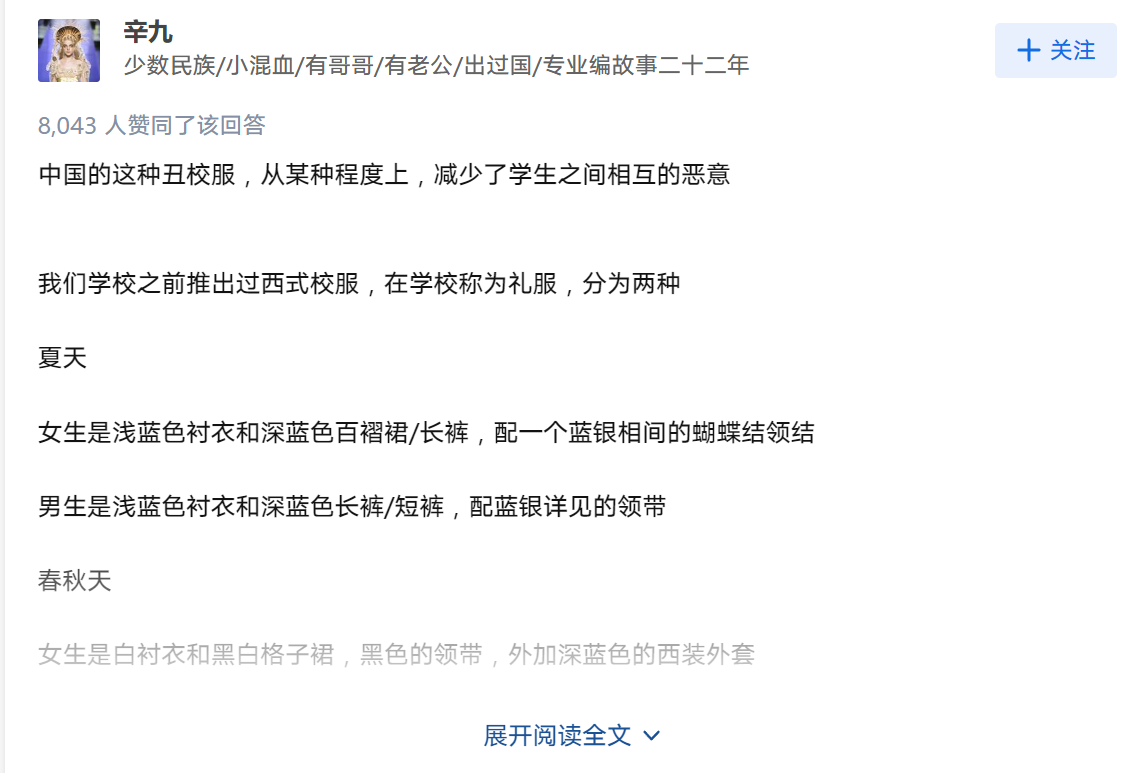 辛九
少数民族/小混血/有哥哥/有老公/出过国/专业编故事二十二年
关注
8,043 人赞同了该回答
中国的这种丑校服，从某种程度上，减少了学生之间相互的恶意
我们学校之前推出过西式校服，在学校称为礼服，分为两种
夏天
女生是浅蓝色衬衣和深蓝色百褶裙/长裤，配一个蓝银相间的蝴蝶结领结
男生是浅蓝色衬衣和深蓝色长裤/短裤，配蓝银详见的领带
春秋天
女生是白衬衣和黑白格子裙，黑色的领带，外加深蓝色的西装外套
展开阅读全文